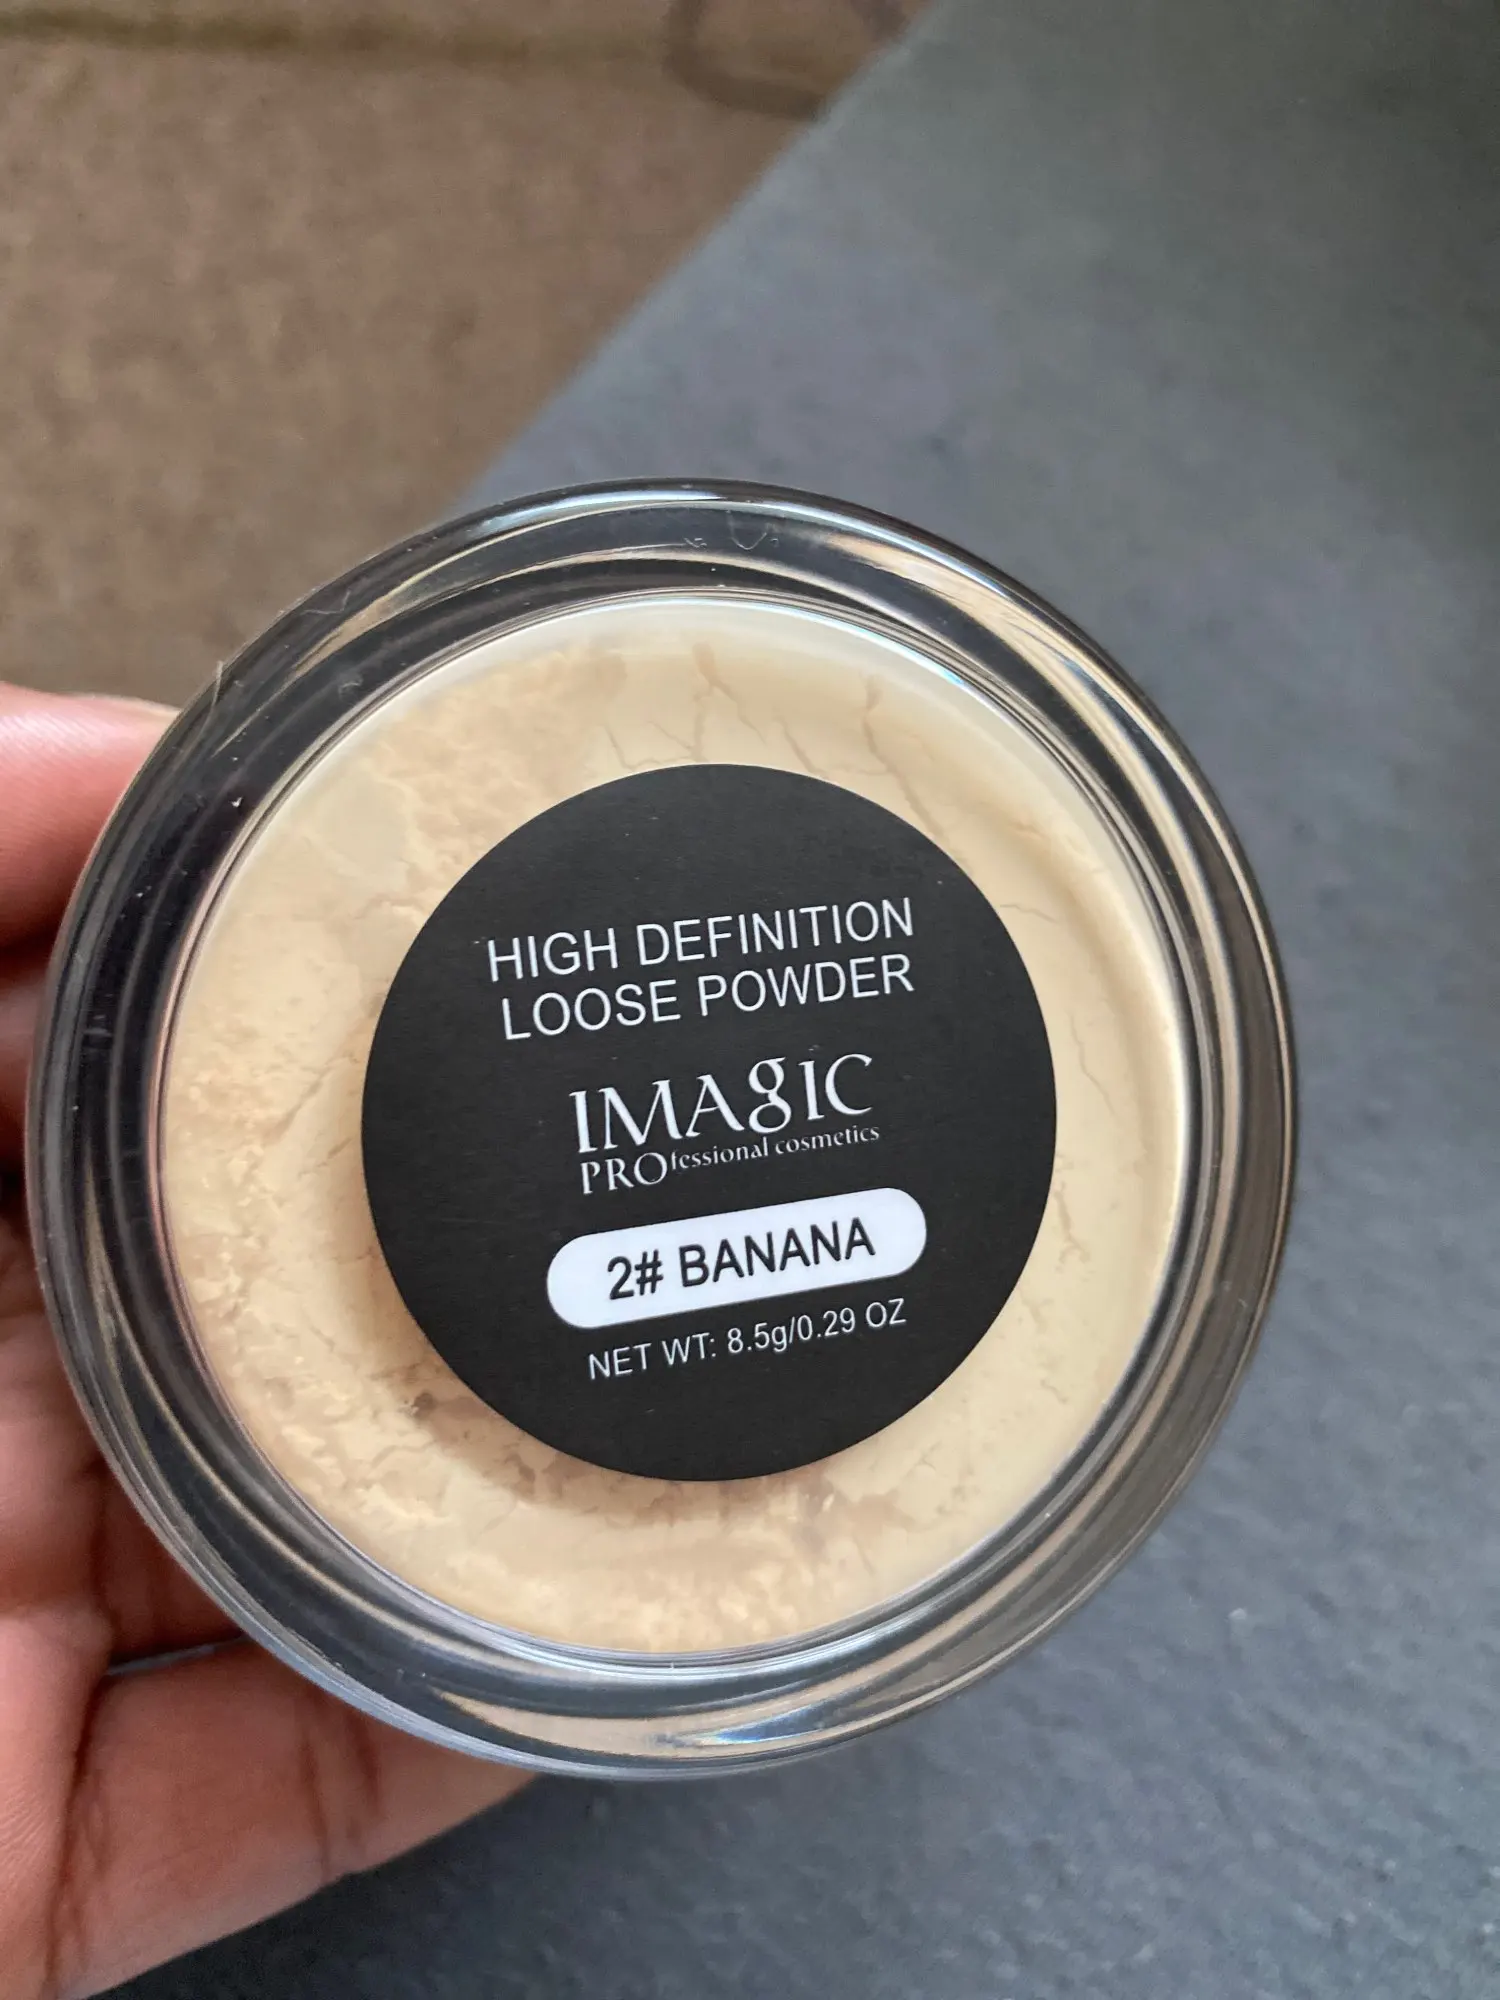 HIGH DEFINITION
LOOSE POWDER
IMAGIC
PROfessional cosmetics
2# BANANA
NET WT: 8.5g/0.29 OZ